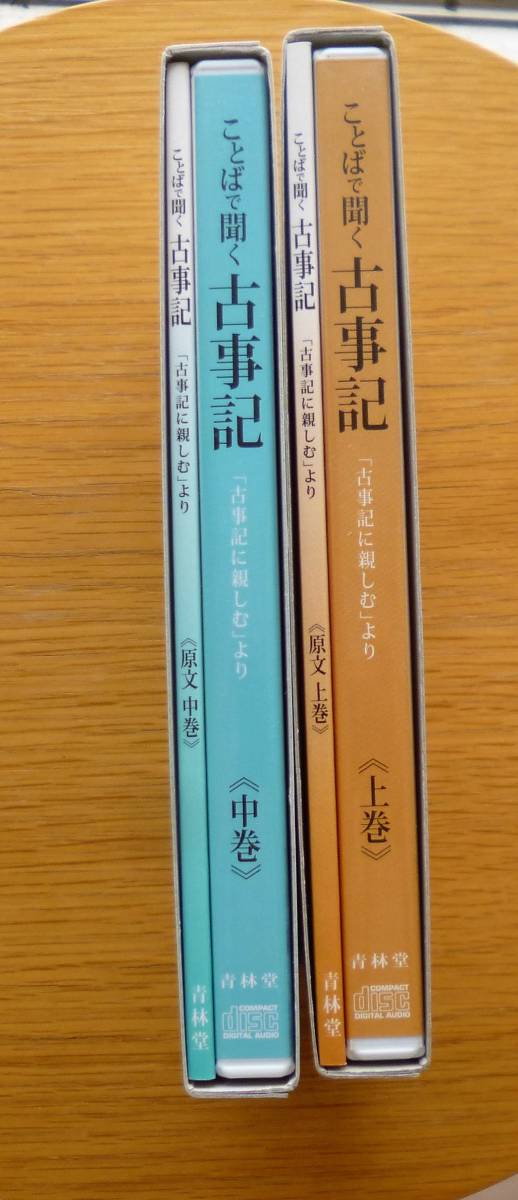 ことばで聞く 古事記 「古事記に親しむ」より 《原文 上巻》 青林堂
ことばで聞く 古事記 「古事記に親しむ」より 《上巻》 青林堂
COMPACT
disc
DIGITAL AUDIO
ことばで聞く 古事記 「古事記に親しむ」より 《原文 中巻》 青林堂
ことばで聞く 古事記 「古事記に親しむ」より 《中巻》 青林堂
COMPACT
disc
DIGITAL AUDIO